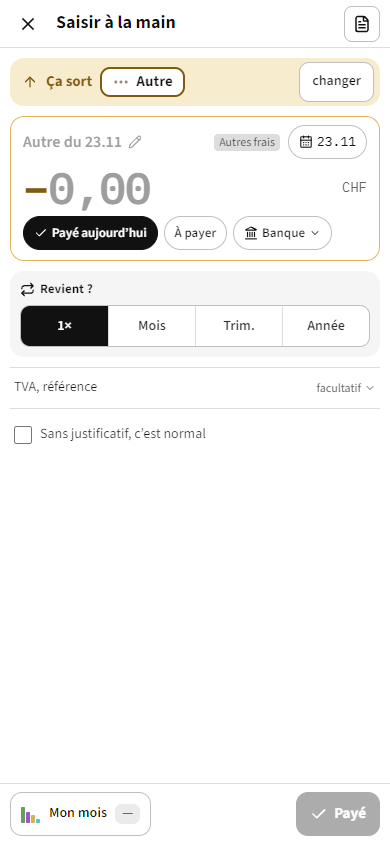 Saisir à la main
Ça sort
Autre
changer
Autre du 23.11
Autres frais
23.11
−0,00
CHF
Payé aujourd’hui
À payer
Banque
Revient ?
1×
Mois
Trim.
Année
TVA, référence
facultatif
Sans justificatif, c’est normal
Mon mois
—
Payé